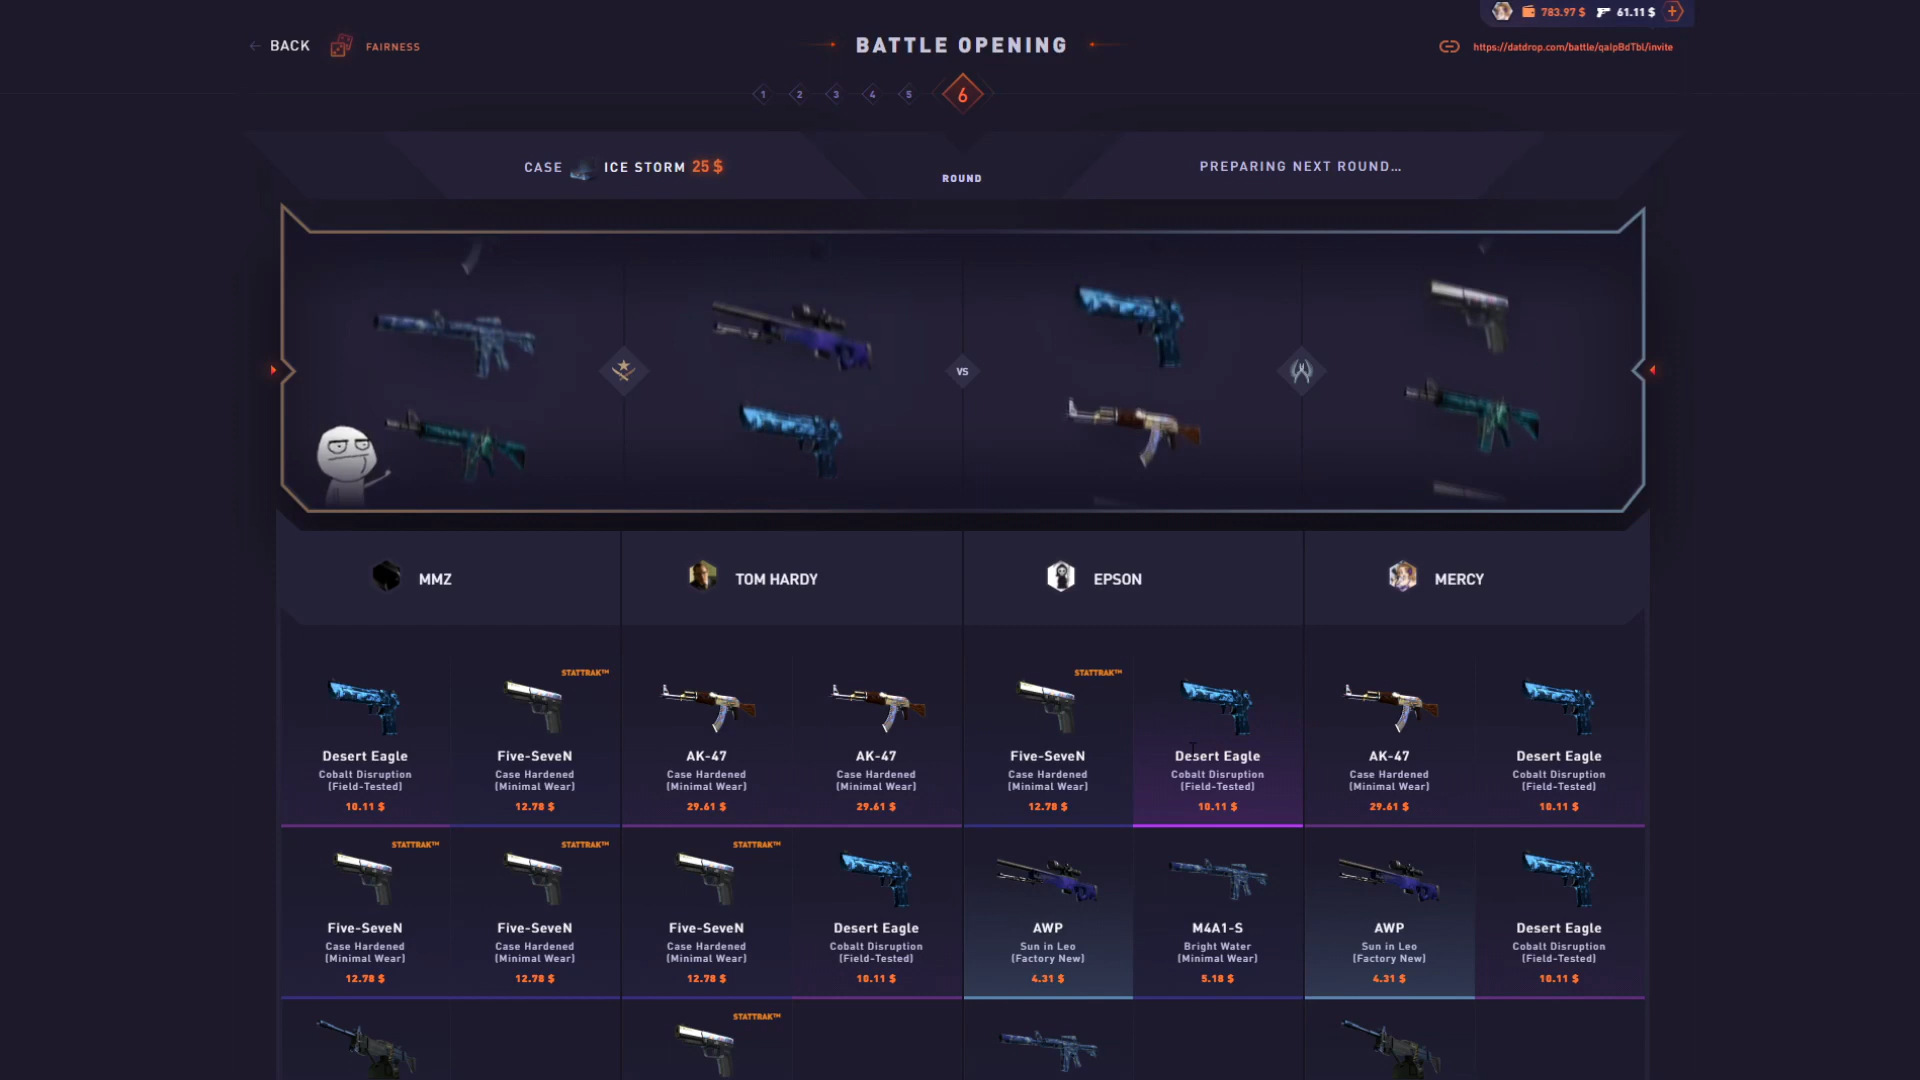 783.97 $ 61.11 $ +
BACK FAIRNESS
BATTLE OPENING
https://datdrop.com/battle/qaIpBdTbl/invite
1 2 3 4 5 6
CASE ICE STORM 25 $
ROUND
PREPARING NEXT ROUND...
VS
MMZ TOM HARDY EPSON MERCY
STATTRAK™ STATTRAK™
Desert Eagle Five-SeveN AK-47 AK-47 Five-SeveN Desert Eagle AK-47 Desert Eagle
Cobalt Disruption Case Hardened Case Hardened Case Hardened Case Hardened Cobalt Disruption Case Hardened Cobalt Disruption
(Field-Tested) (Minimal Wear) (Minimal Wear) (Minimal Wear) (Minimal Wear) (Field-Tested) (Minimal Wear) (Field-Tested)
10.11 $ 12.78 $ 29.61 $ 29.61 $ 12.78 $ 10.11 $ 29.61 $ 10.11 $
STATTRAK™ STATTRAK™ STATTRAK™
Five-SeveN Five-SeveN Five-SeveN Desert Eagle AWP M4A1-S AWP Desert Eagle
Case Hardened Case Hardened Case Hardened Cobalt Disruption Sun in Leo Bright Water Sun in Leo Cobalt Disruption
(Minimal Wear) (Minimal Wear) (Minimal Wear) (Field-Tested) (Factory New) (Minimal Wear) (Factory New) (Field-Tested)
12.78 $ 12.78 $ 12.78 $ 10.11 $ 4.31 $ 5.18 $ 4.31 $ 10.11 $
STATTRAK™